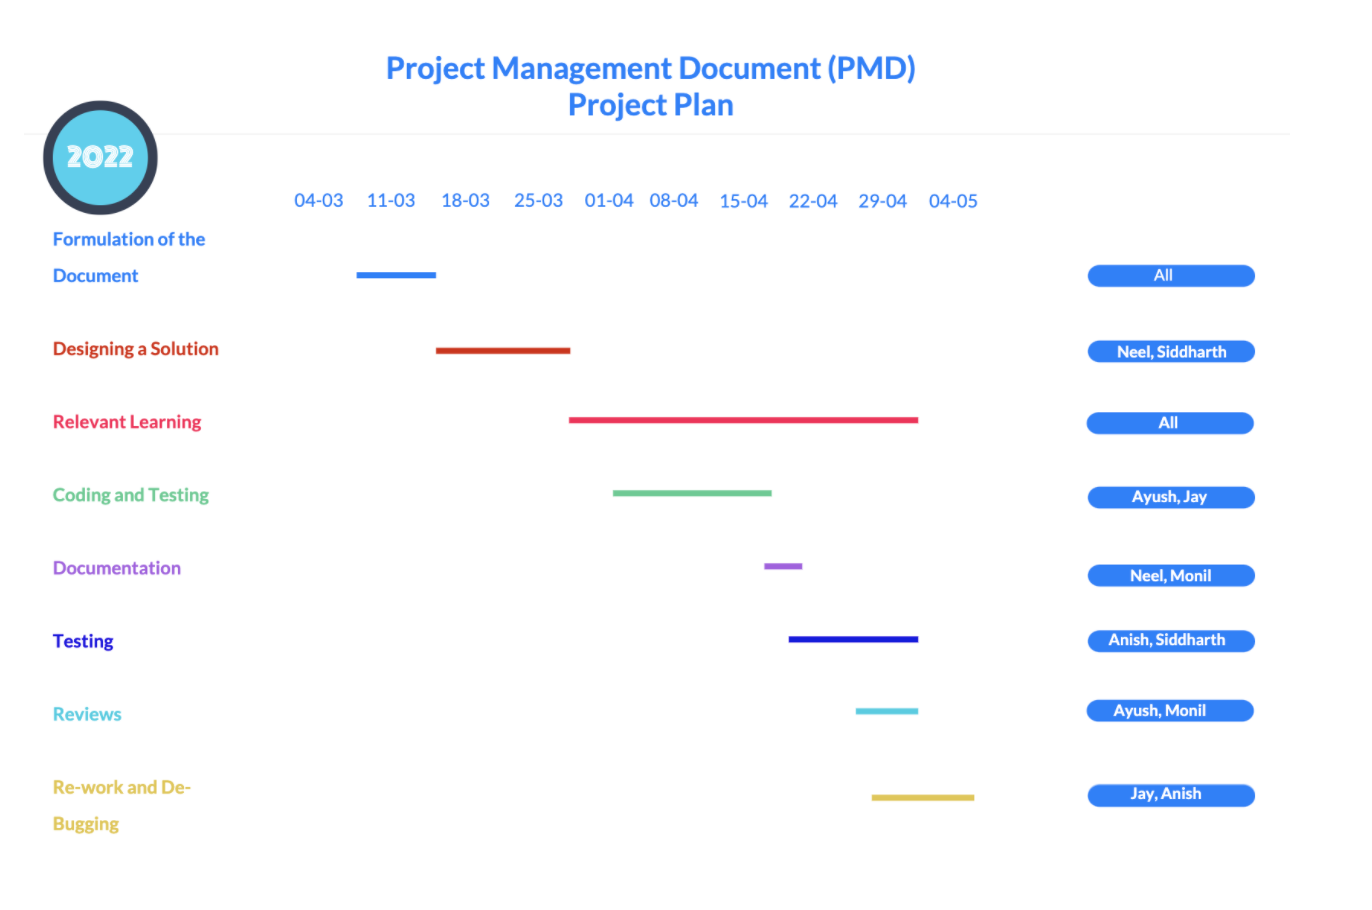 Project Management Document (PMD)
Project Plan
2022
04-03 11-03 18-03 25-03 01-04 08-04 15-04 22-04 29-04 04-05
Formulation of the
Document
All
Designing a Solution
Neel, Siddharth
Relevant Learning
All
Coding and Testing
Ayush, Jay
Documentation
Neel, Monil
Testing
Anish, Siddharth
Reviews
Ayush, Monil
Re-work and De-
Bugging
Jay, Anish